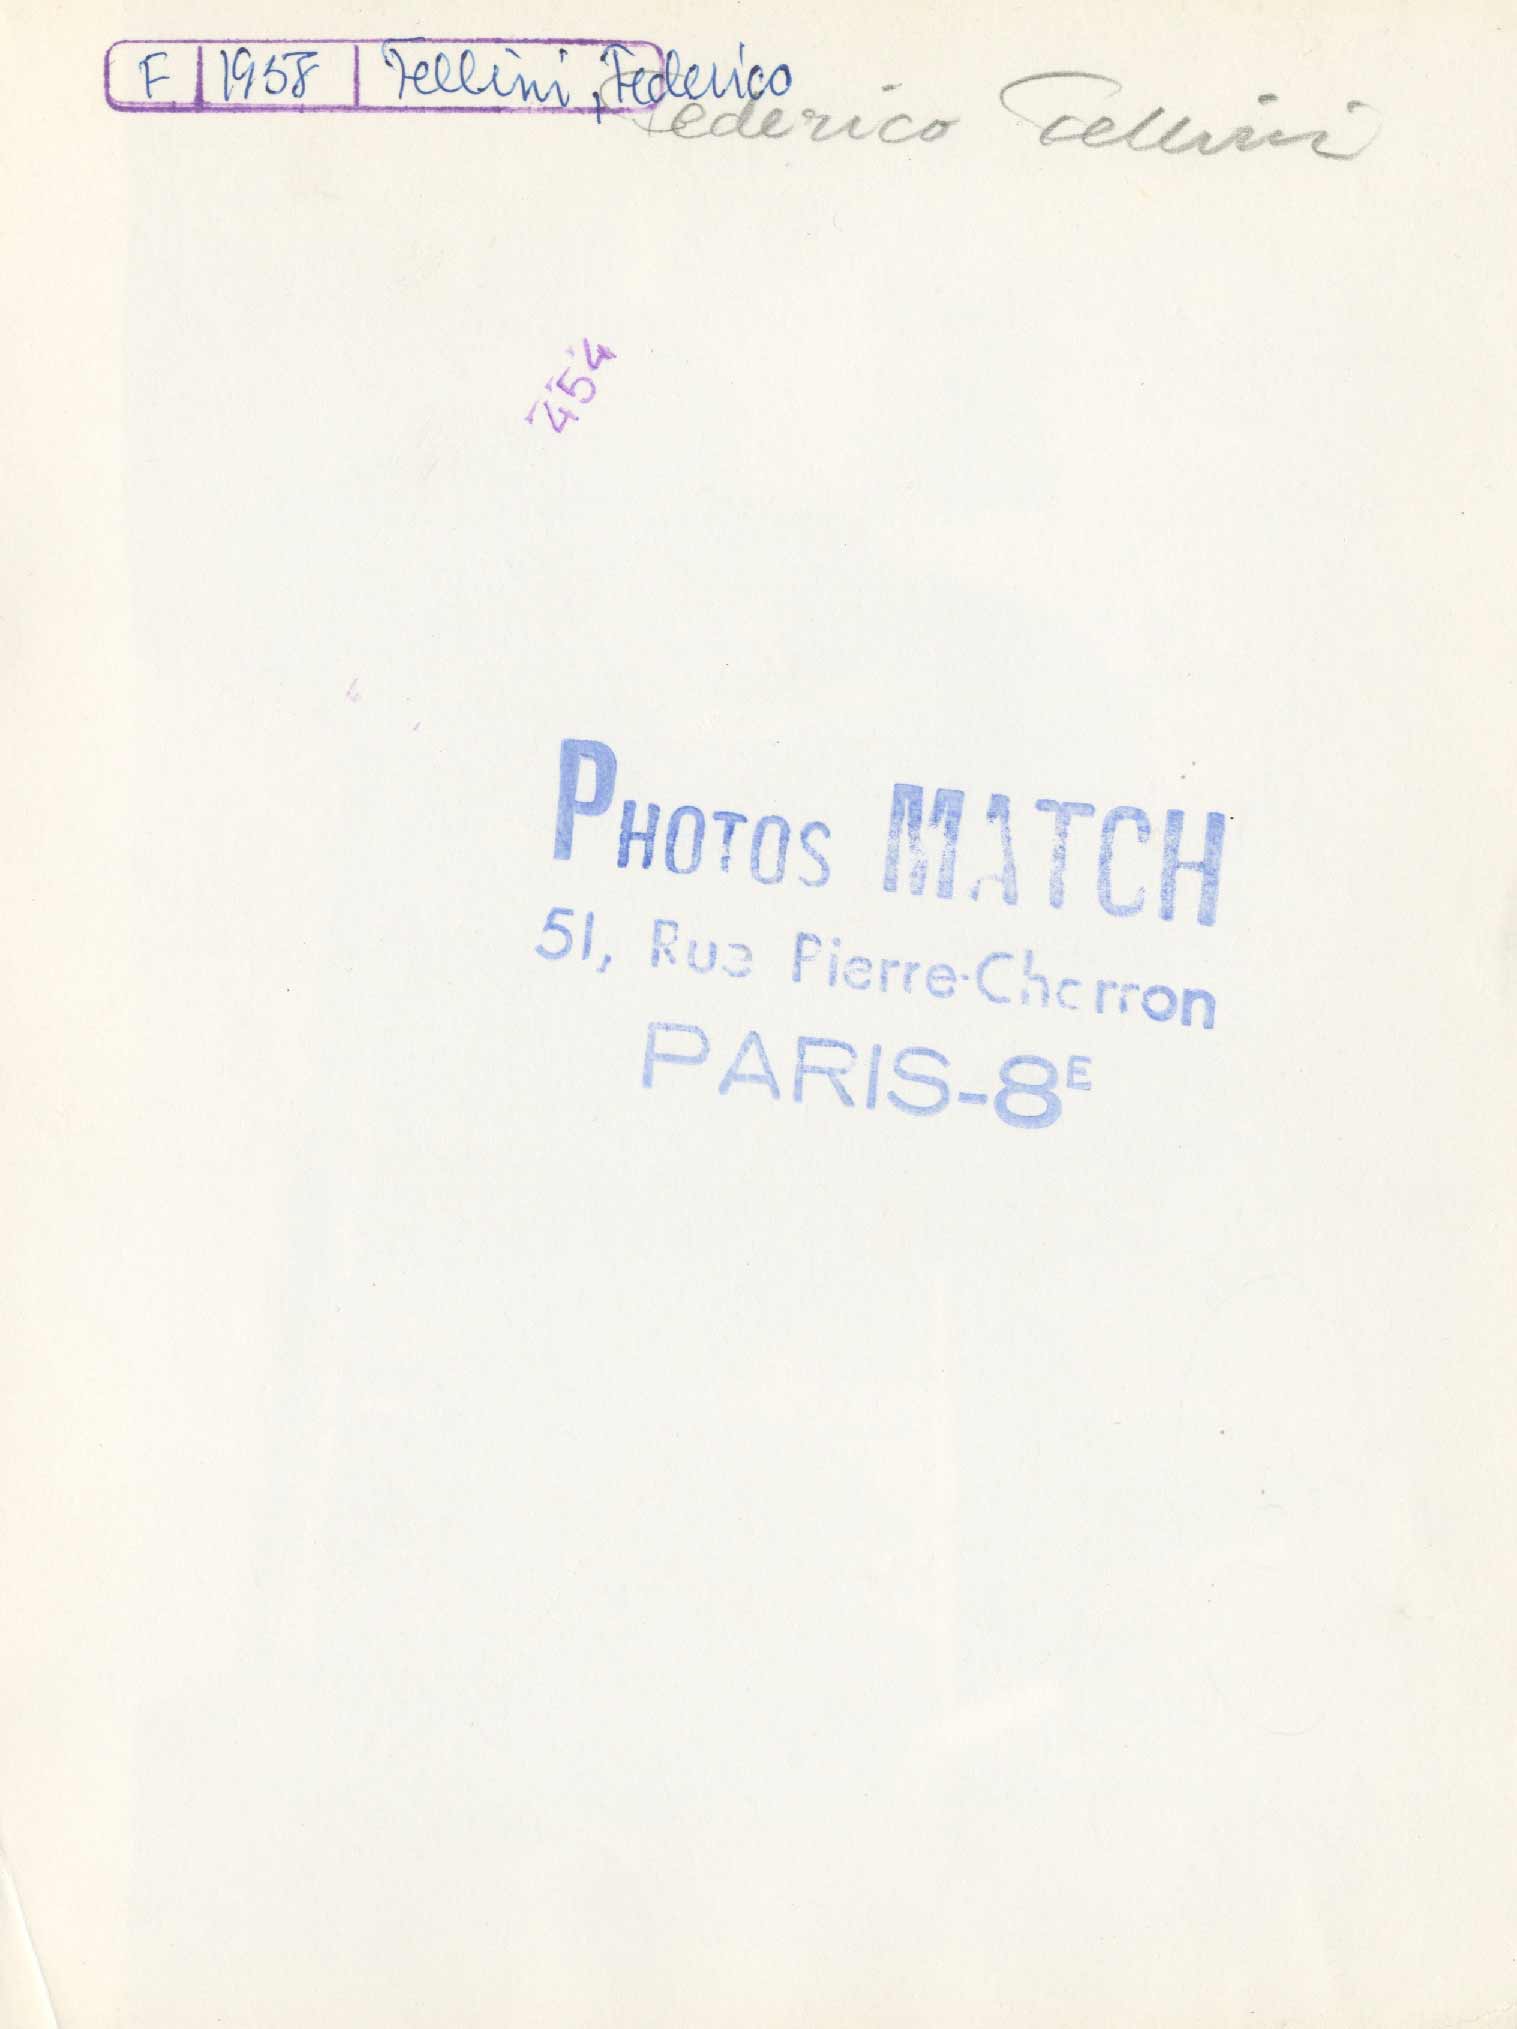 F 1958 Fellini, Federico
Federico Fellini
454
PHOTOS MATCH
51, Rue Pierre-Charron
PARIS-8E